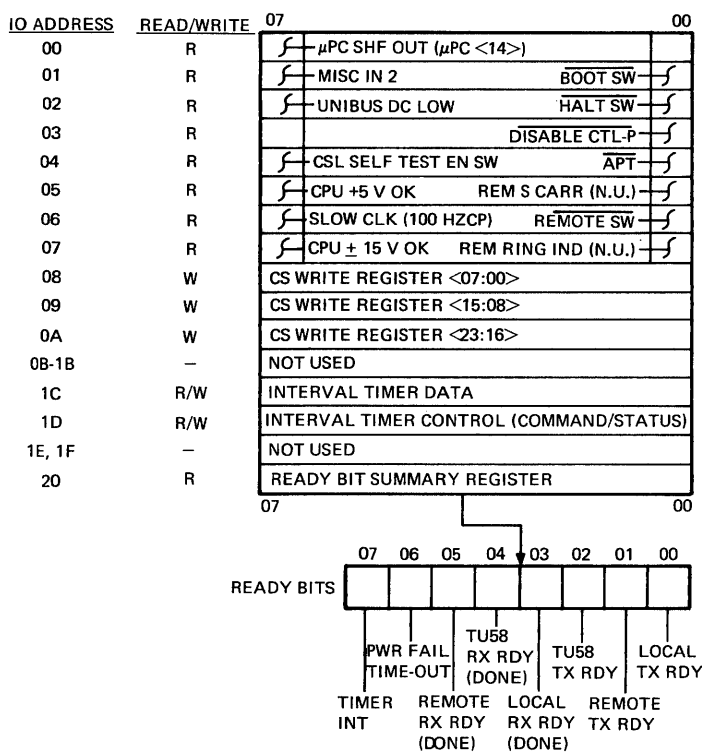 IO ADDRESS READ/WRITE 07 00
00 R µPC SHF OUT (µPC <14>)
01 R MISC IN 2 BOOT SW
02 R UNIBUS DC LOW HALT SW
03 R DISABLE CTL-P
04 R CSL SELF TEST EN SW APT
05 R CPU +5 V OK REM S CARR (N.U.)
06 R SLOW CLK (100 HZCP) REMOTE SW
07 R CPU ± 15 V OK REM RING IND (N.U.)
08 W CS WRITE REGISTER <07:00>
09 W CS WRITE REGISTER <15:08>
0A W CS WRITE REGISTER <23:16>
0B-1B – NOT USED
1C R/W INTERVAL TIMER DATA
1D R/W INTERVAL TIMER CONTROL (COMMAND/STATUS)
1E, 1F – NOT USED
20 R READY BIT SUMMARY REGISTER
07 00
07 06 05 04 03 02 01 00
READY BITS
PWR FAIL
TIME-OUT
TU58
RX RDY
(DONE)
TU58
TX RDY
LOCAL
TX RDY
TIMER
INT
REMOTE
RX RDY
(DONE)
LOCAL
RX RDY
(DONE)
REMOTE
TX RDY